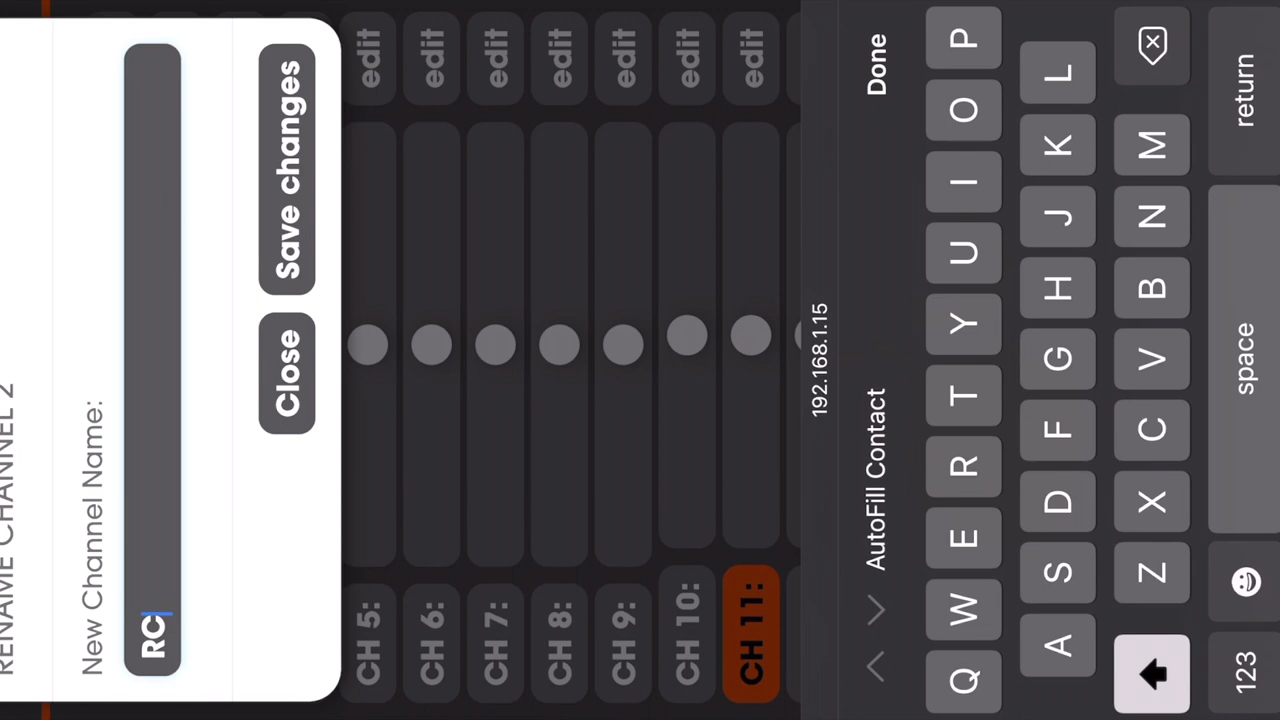 RENAME CHANNEL 2
New Channel Name:
RC
Close Save changes
CH 5: edit
CH 6: edit
CH 7: edit
CH 8: edit
CH 9: edit
CH 10: edit
CH 11: edit
192.168.1.15
AutoFill Contact Done
Q W E R T Y U I O P
A S D F G H J K L
Z X C V B N M
123 space return